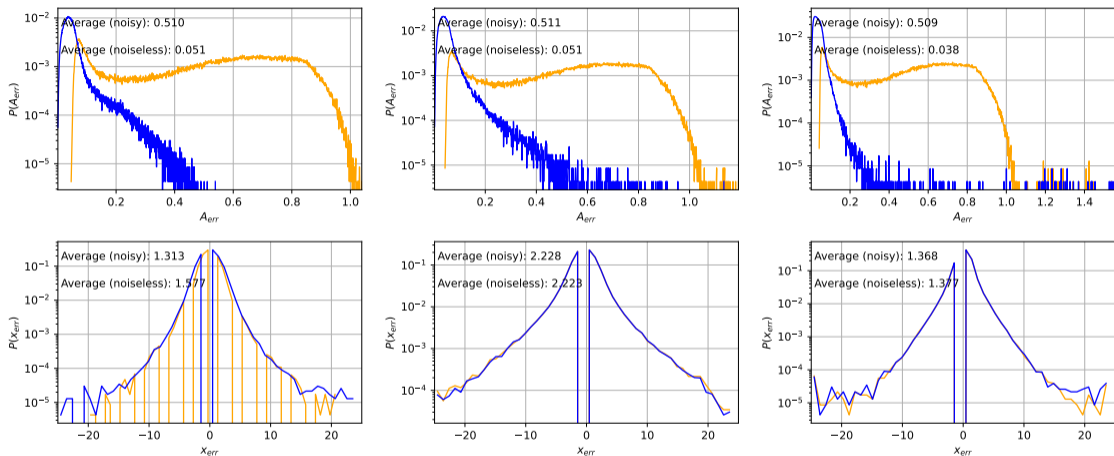 Average (noisy): 0.510
Average (noiseless): 0.051
P(A_err)
10^-2
10^-3
10^-4
10^-5
0.2 0.4 0.6 0.8 1.0
A_err
Average (noisy): 0.511
Average (noiseless): 0.051
P(A_err)
10^-2
10^-3
10^-4
10^-5
0.2 0.4 0.6 0.8 1.0
A_err
Average (noisy): 0.509
Average (noiseless): 0.038
P(A_err)
10^-2
10^-3
10^-4
10^-5
0.2 0.4 0.6 0.8 1.0 1.2 1.4
A_err
Average (noisy): 1.313
Average (noiseless): 1.577
P(x_err)
10^-1
10^-2
10^-3
10^-4
10^-5
−20 −10 0 10 20
x_err
Average (noisy): 2.228
Average (noiseless): 2.223
P(x_err)
10^-1
10^-2
10^-3
10^-4
−20 −10 0 10 20
x_err
Average (noisy): 1.368
Average (noiseless): 1.377
P(x_err)
10^-1
10^-2
10^-3
10^-4
10^-5
−20 −10 0 10 20
x_err